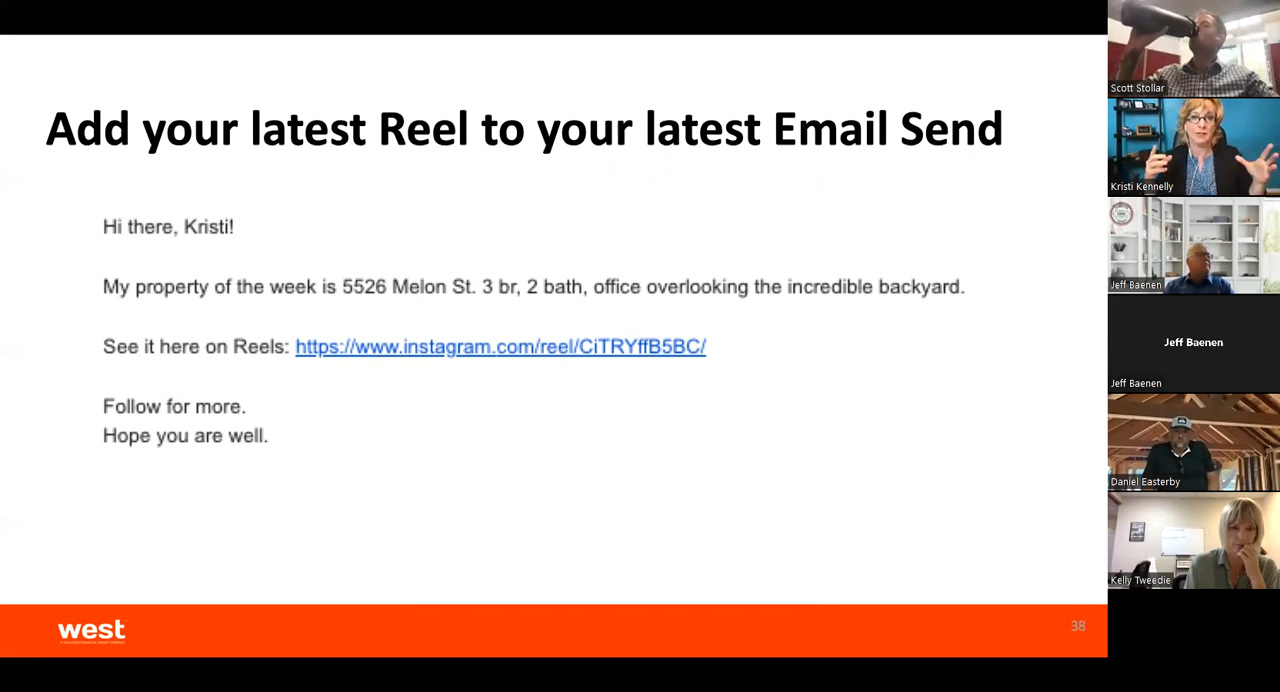 Add your latest Reel to your latest Email Send
Hi there, Kristi!
My property of the week is 5526 Melon St. 3 br, 2 bath, office overlooking the incredible backyard.
See it here on Reels: https://www.instagram.com/reel/CiTRYffB5BC/
Follow for more.
Hope you are well.
west
38
Scott Stollar
Kristi Kennelly
Jeff Baenen
Jeff Baenen
Jeff Baenen
Daniel Easterby
Kelly Tweedie